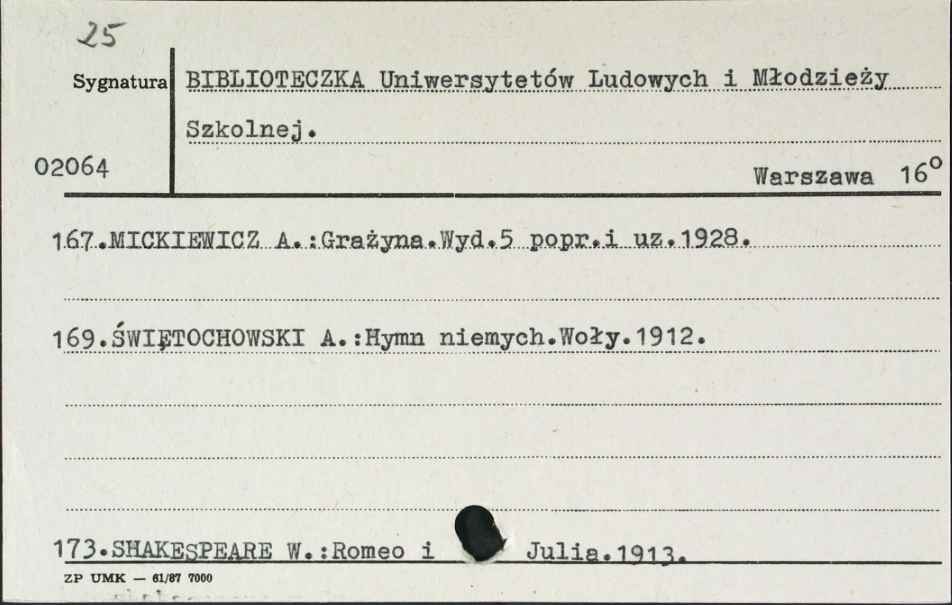 25
Sygnatura
BIBLIOTECZKA Uniwersytetów Ludowych i Młodzieży
Szkolnej.
02064
Warszawa 16°
167.MICKIEWICZ A.:Grażyna.Wyd.5 popr.i uz.1928.
169.ŚWIĘTOCHOWSKI A.:Hymn niemych.Woły.1912.
173.SHAKESPEARE W.:Romeo i Julia.1913.
ZP UMK — 61/87 7000